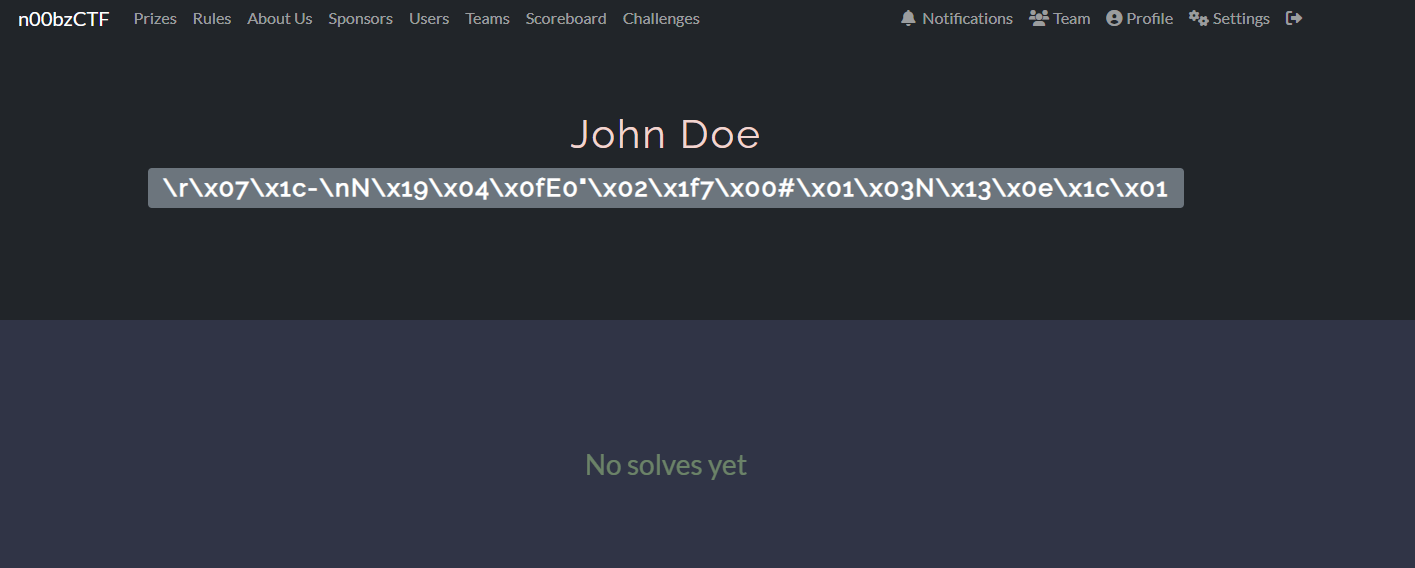 n00bzCTF Prizes Rules About Us Sponsors Users Teams Scoreboard Challenges Notifications Team Profile Settings
John Doe
\r\x07\x1c-\nN\x19\x04\x0fE0"\x02\x1f7\x00#\x01\x03N\x13\x0e\x1c\x01
No solves yet